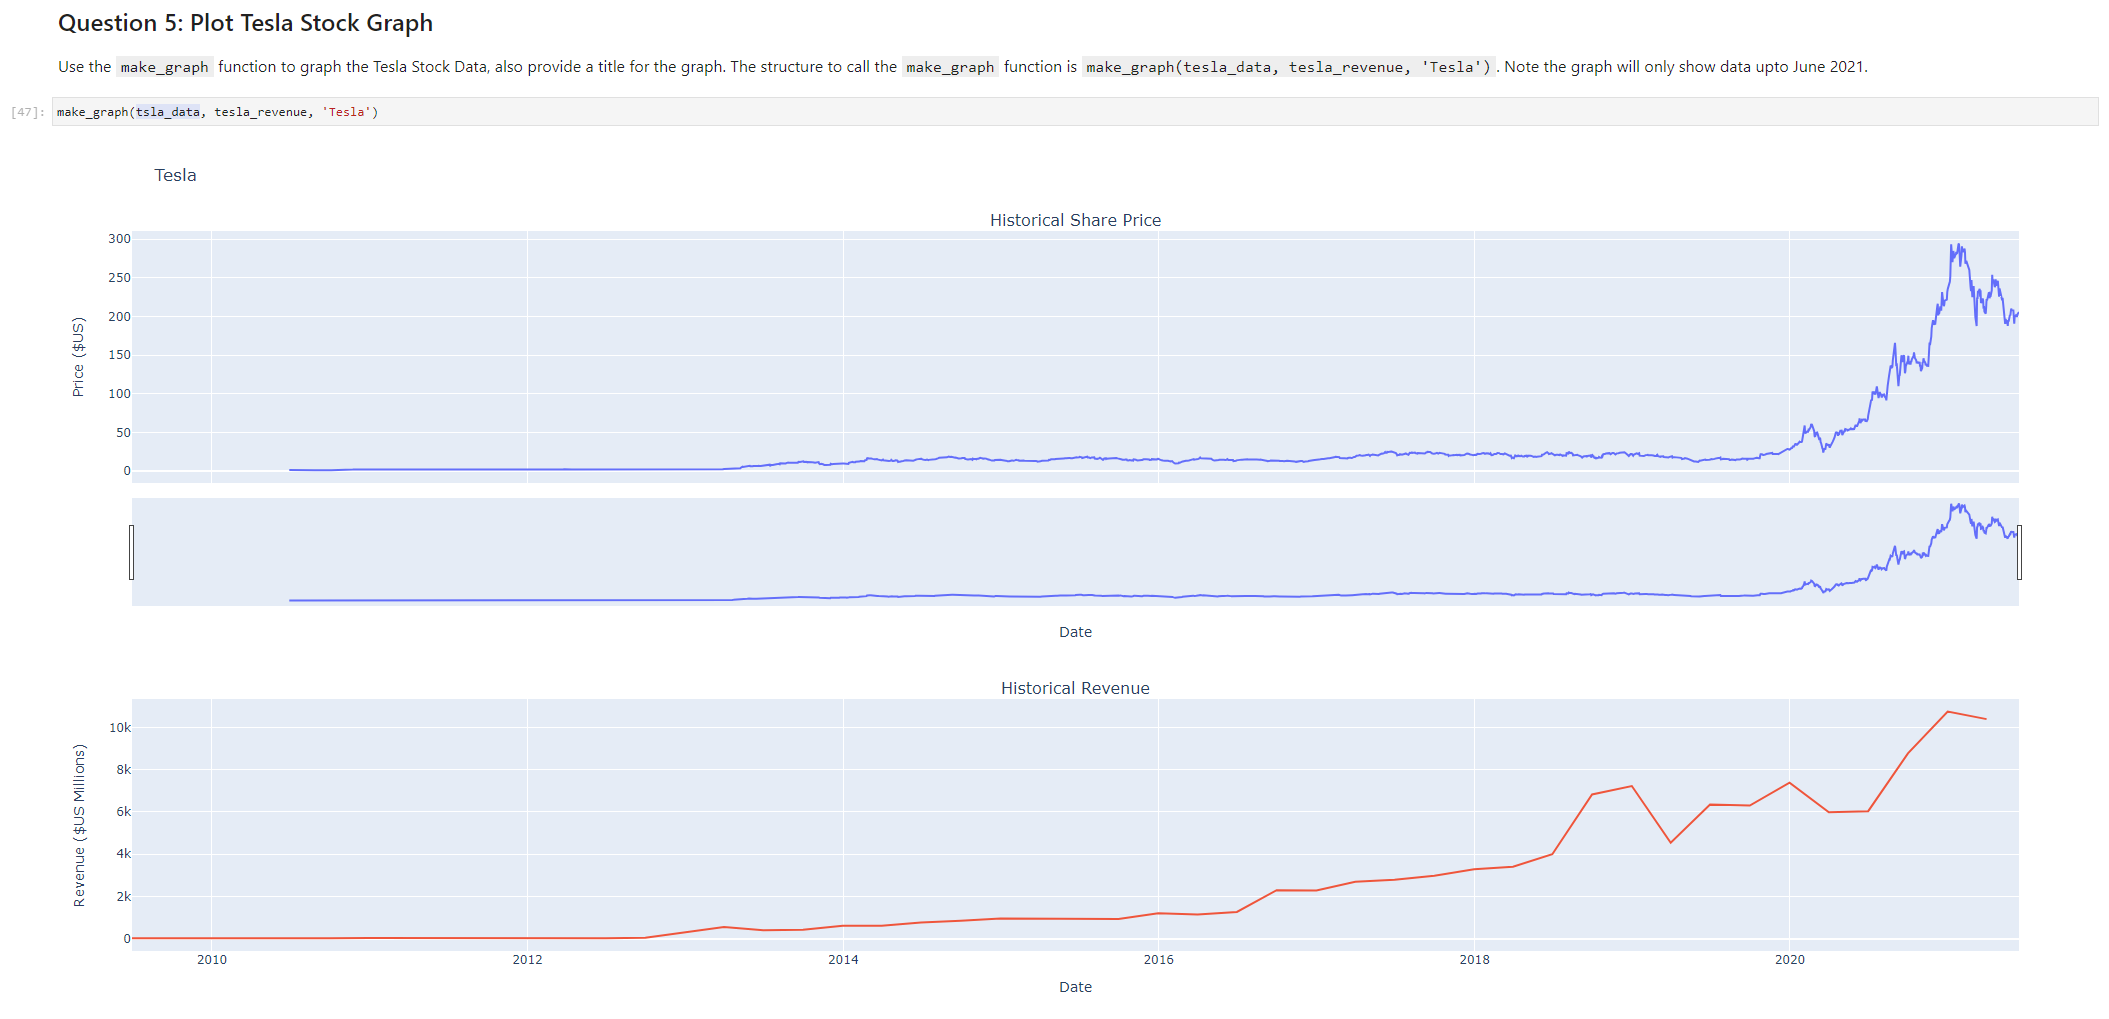 Question 5: Plot Tesla Stock Graph
Use the make_graph function to graph the Tesla Stock Data, also provide a title for the graph. The structure to call the make_graph function is make_graph(tesla_data, tesla_revenue, 'Tesla') . Note the graph will only show data upto June 2021.
[47]: make_graph(tsla_data, tesla_revenue, 'Tesla')
Tesla
Historical Share Price
300
250
200
150
100
50
0
Price ($US)
Date
Historical Revenue
10k
8k
6k
4k
2k
0
Revenue ($US Millions)
2010 2012 2014 2016 2018 2020
Date